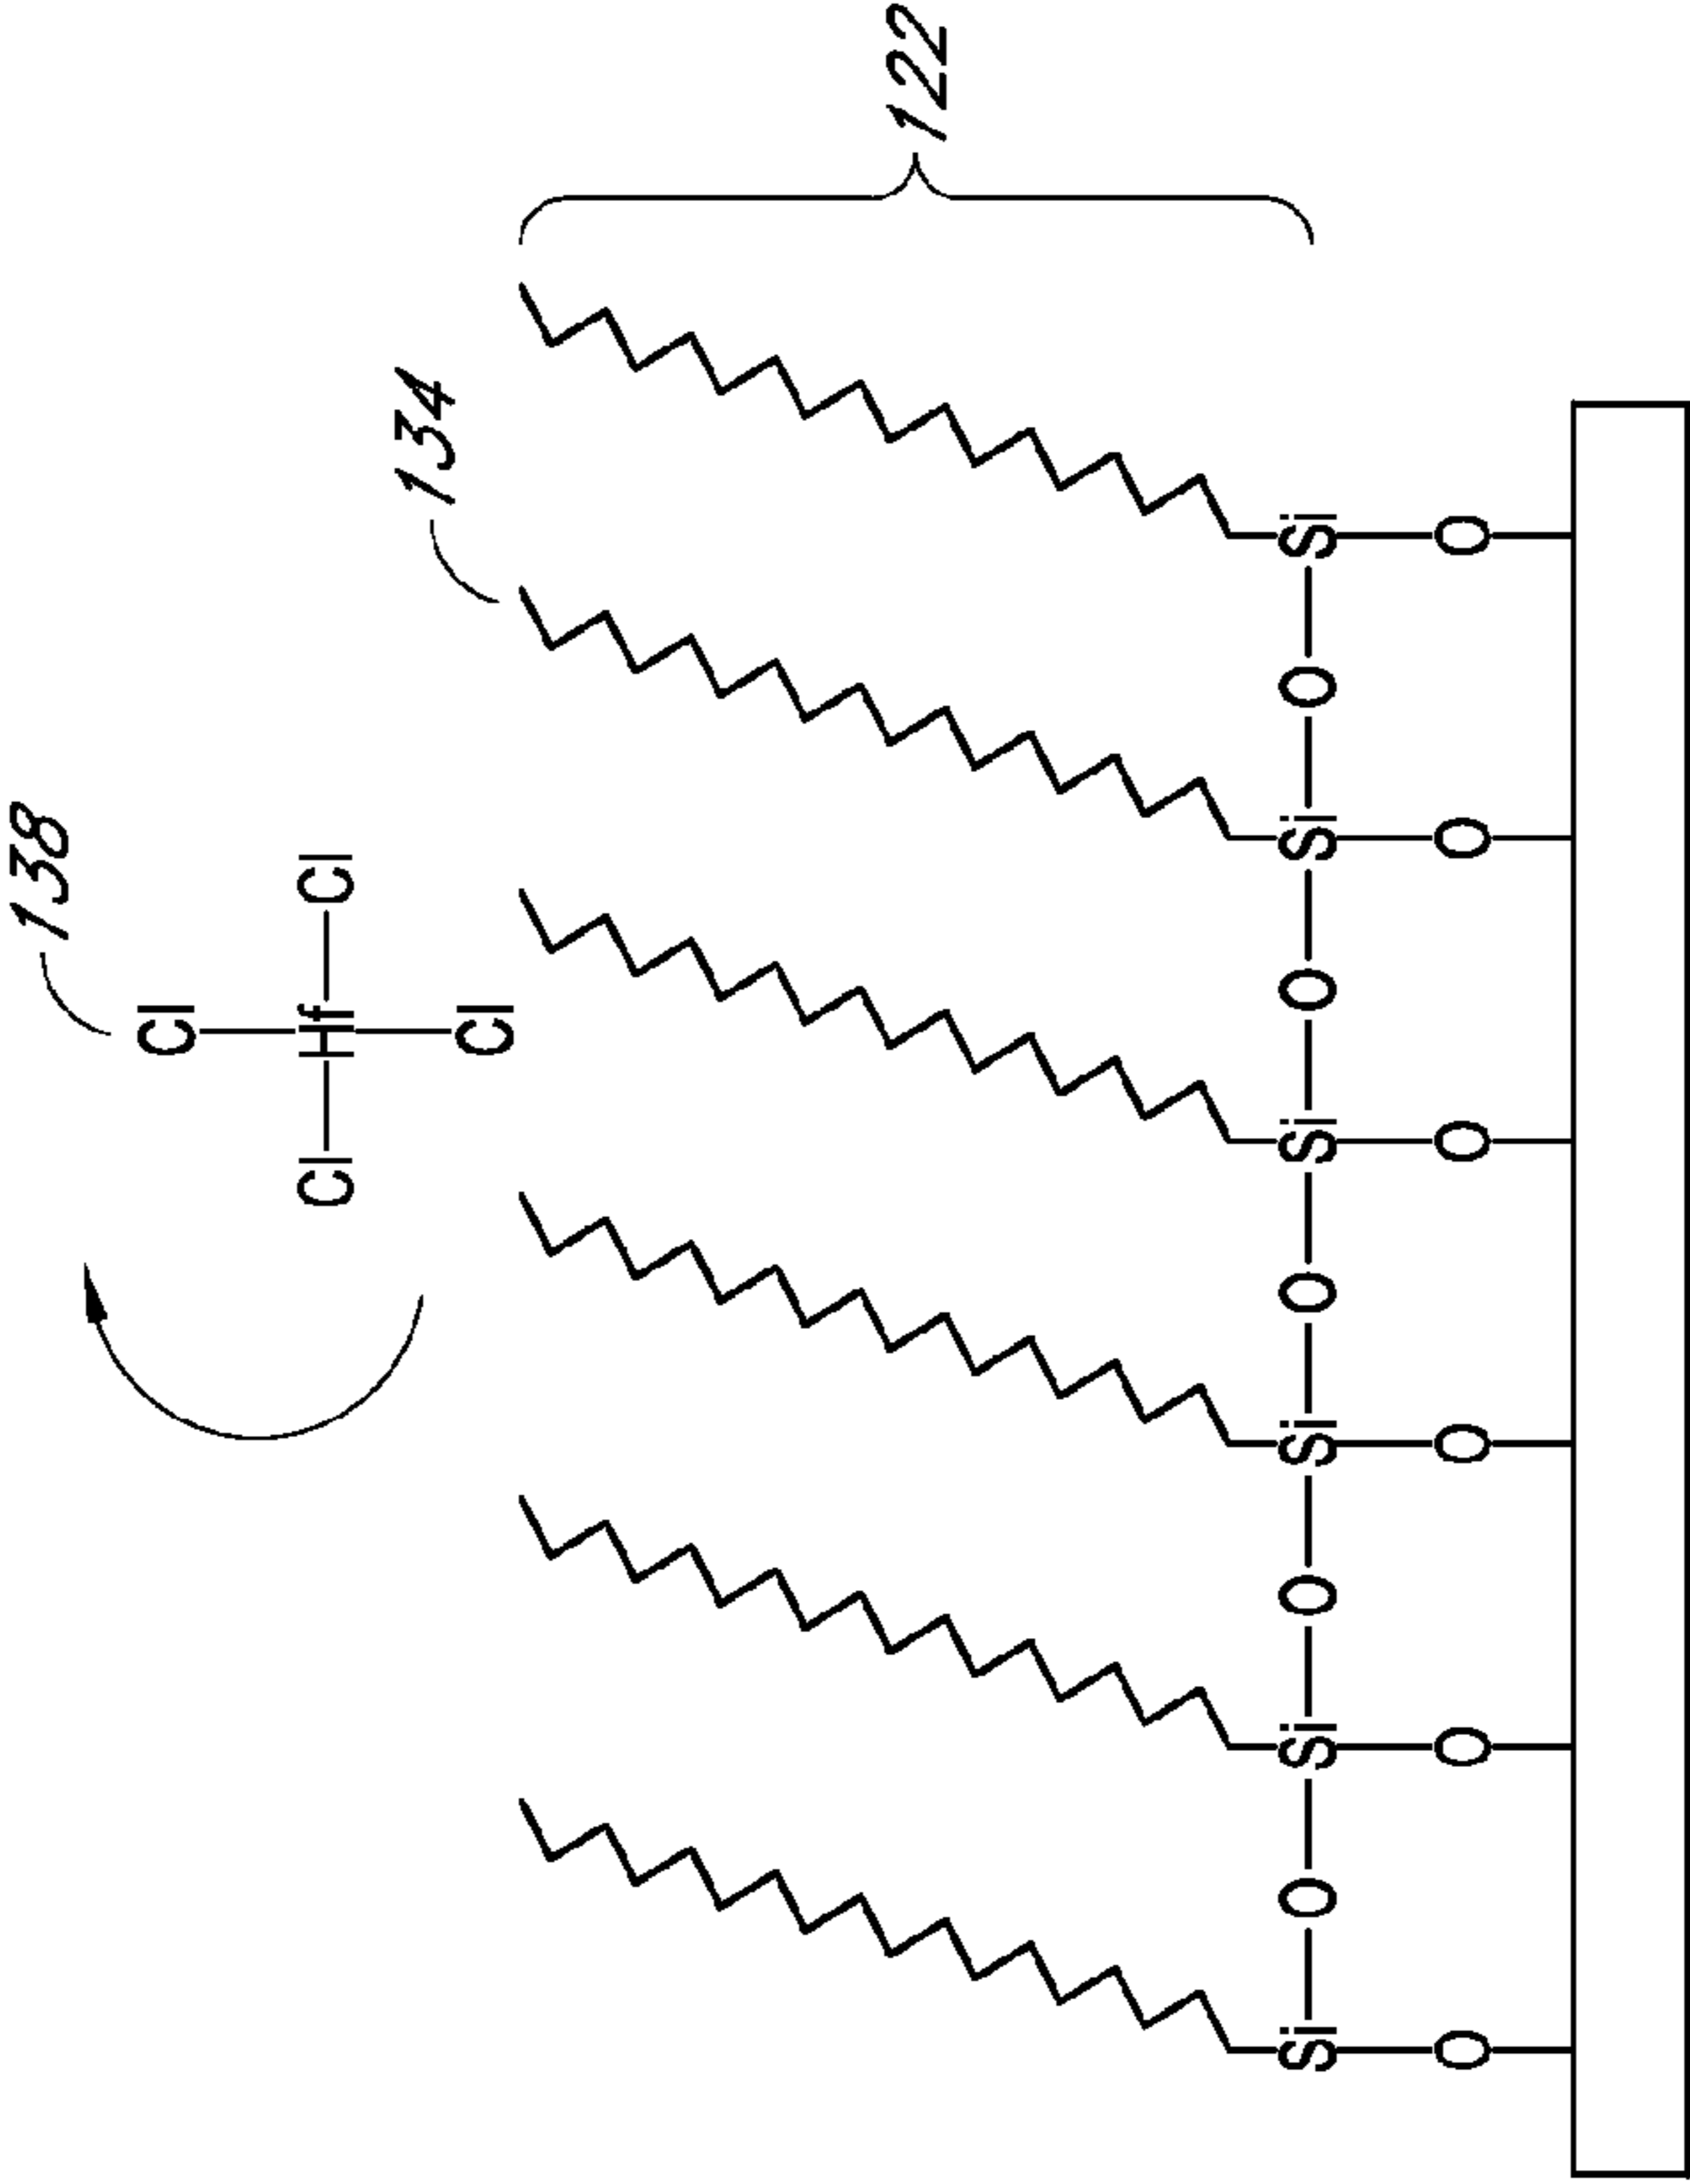 138
Cl
Cl Hf Cl
134
Cl
122
Si O Si O Si O Si O Si O Si
O O O O O O